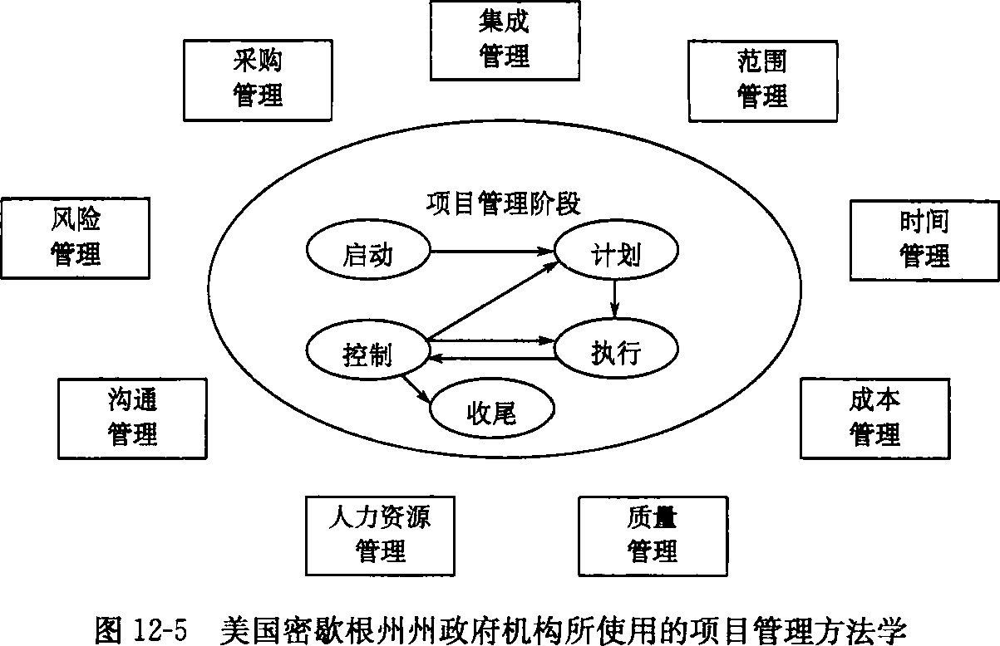 集成
管理
采购
管理
范围
管理
风险
管理
项目管理阶段
时间
管理
启动
计划
控制
执行
收尾
沟通
管理
成本
管理
人力资源
管理
质量
管理
图 12-5 美国密歇根州州政府机构所使用的项目管理方法学